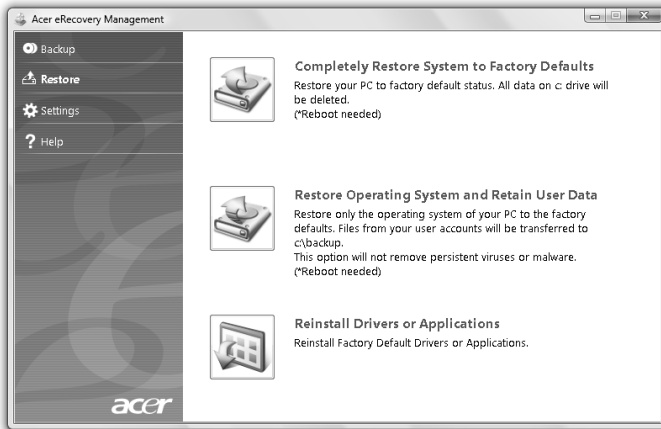 Acer eRecovery Management
Backup
Restore
Settings
Help
Completely Restore System to Factory Defaults
Restore your PC to factory default status. All data on c: drive will
be deleted.
(*Reboot needed)
Restore Operating System and Retain User Data
Restore only the operating system of your PC to the factory
defaults. Files from your user accounts will be transferred to
c:\backup.
This option will not remove persistent viruses or malware.
(*Reboot needed)
Reinstall Drivers or Applications
Reinstall Factory Default Drivers or Applications.
acer